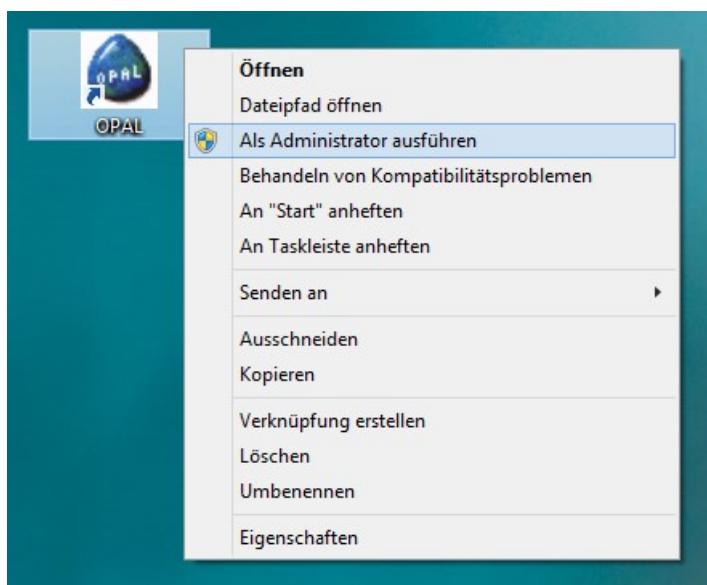 OPAL
OPAL
Öffnen
Dateipfad öffnen
Als Administrator ausführen
Behandeln von Kompatibilitätsproblemen
An "Start" anheften
An Taskleiste anheften
Senden an
Ausschneiden
Kopieren
Verknüpfung erstellen
Löschen
Umbenennen
Eigenschaften